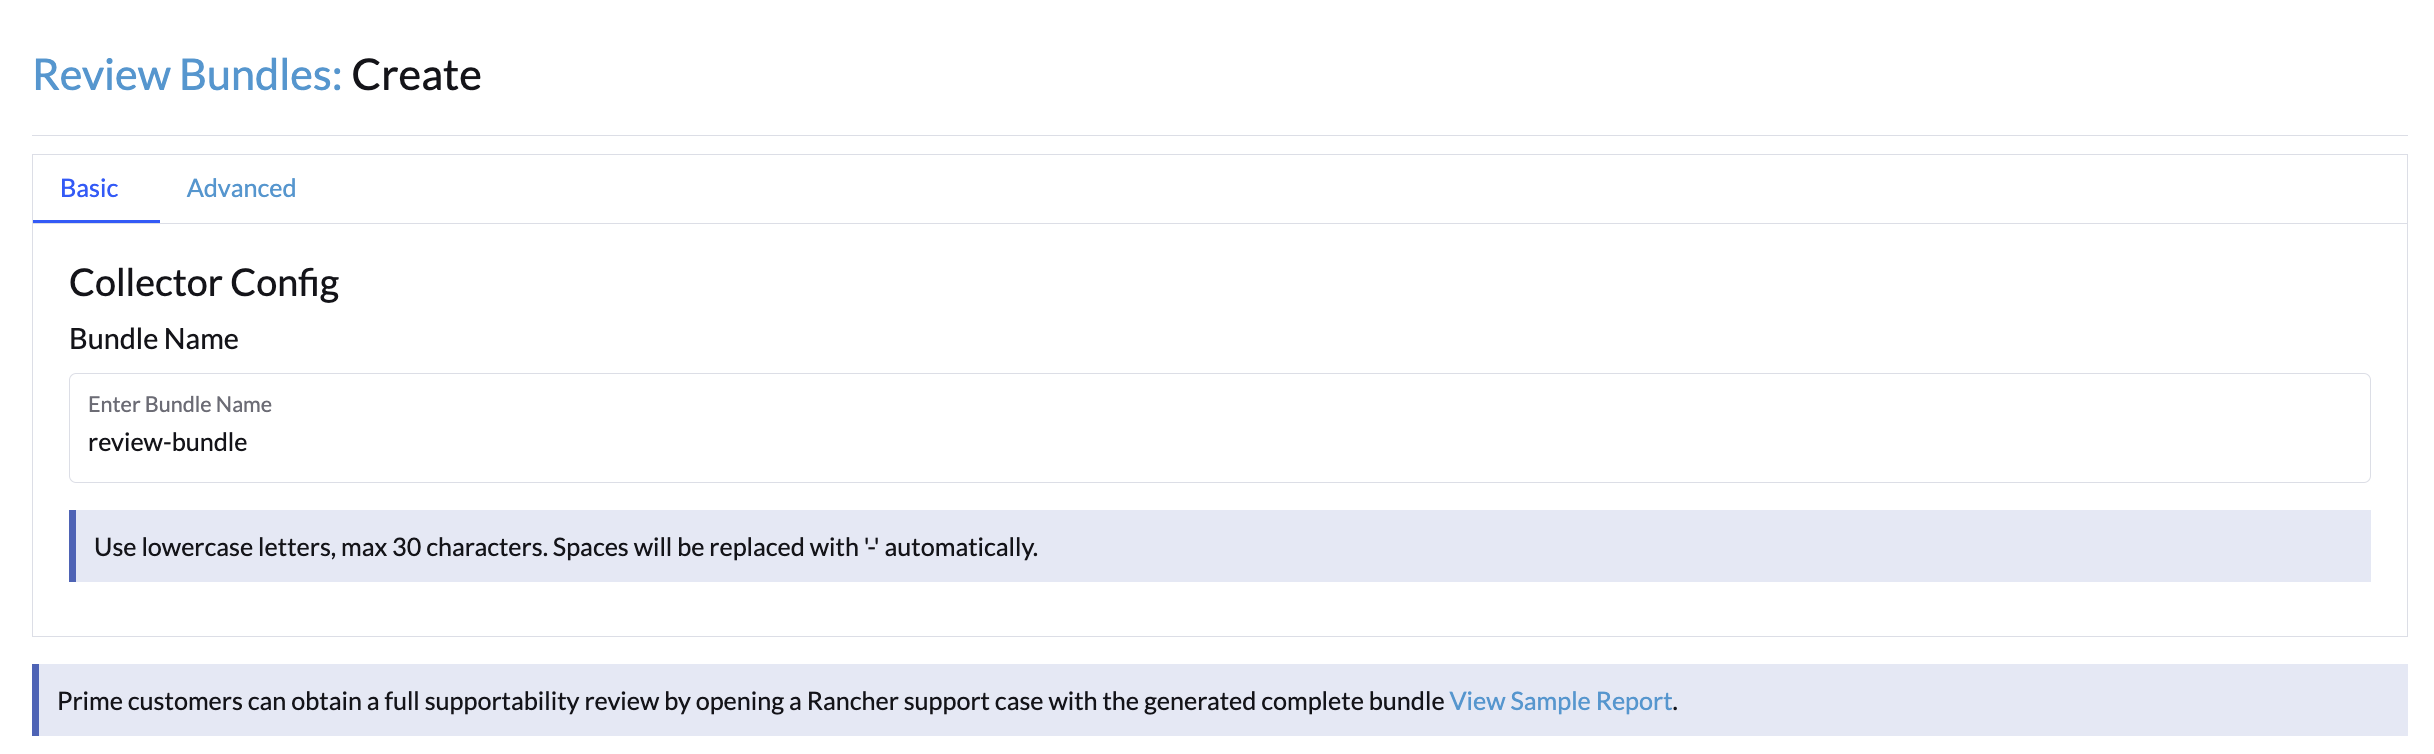 Review Bundles: Create
Basic Advanced
Collector Config
Bundle Name
Enter Bundle Name
review-bundle
Use lowercase letters, max 30 characters. Spaces will be replaced with '-' automatically.
Prime customers can obtain a full supportability review by opening a Rancher support case with the generated complete bundle View Sample Report.